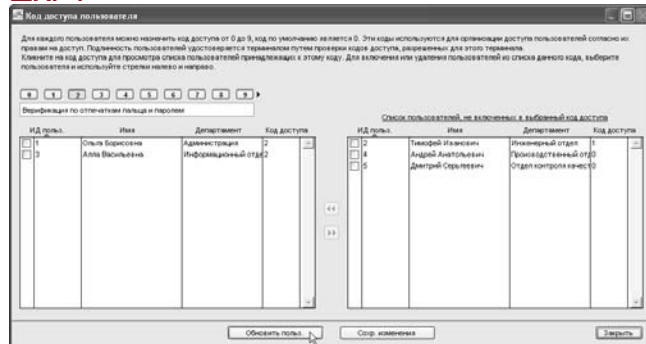 Код доступа пользователя
Для каждого пользователя можно назначить код доступа от 0 до 9, код по умолчанию является 0. Эти коды используются для организации доступа пользователей согласно их
правам на доступ. Подлинность пользователей удостоверяется терминалом путем проверки кодов доступа, разрешенных для этого терминала.
Кликните на код доступа для просмотра списка пользователей принадлежащих к этому коду. Для включения или удаления пользователей из списка данного кода, выберите
пользователя и используйте стрелки налево и направо.
0 1 2 3 4 5 6 7 8 9
Верификация по отпечаткам пальца и паролем
Список пользователей, не включенных в выбранный код доступа
ИД польз. Имя Департамент Код доступа ИД польз. Имя Департамент Код доступа
1 Ольга Борисовна Администрация 2 2 Тимофей Иванович Инженерный отдел 1
3 Алла Васильевна Информационный отде 2 4 Андрей Анатольевич Производственный отд 0
5 Дмитрий Сергеевич Отдел контроля качест 0
<<
>>
Обновить польз. Сохр. изменения Закрыть